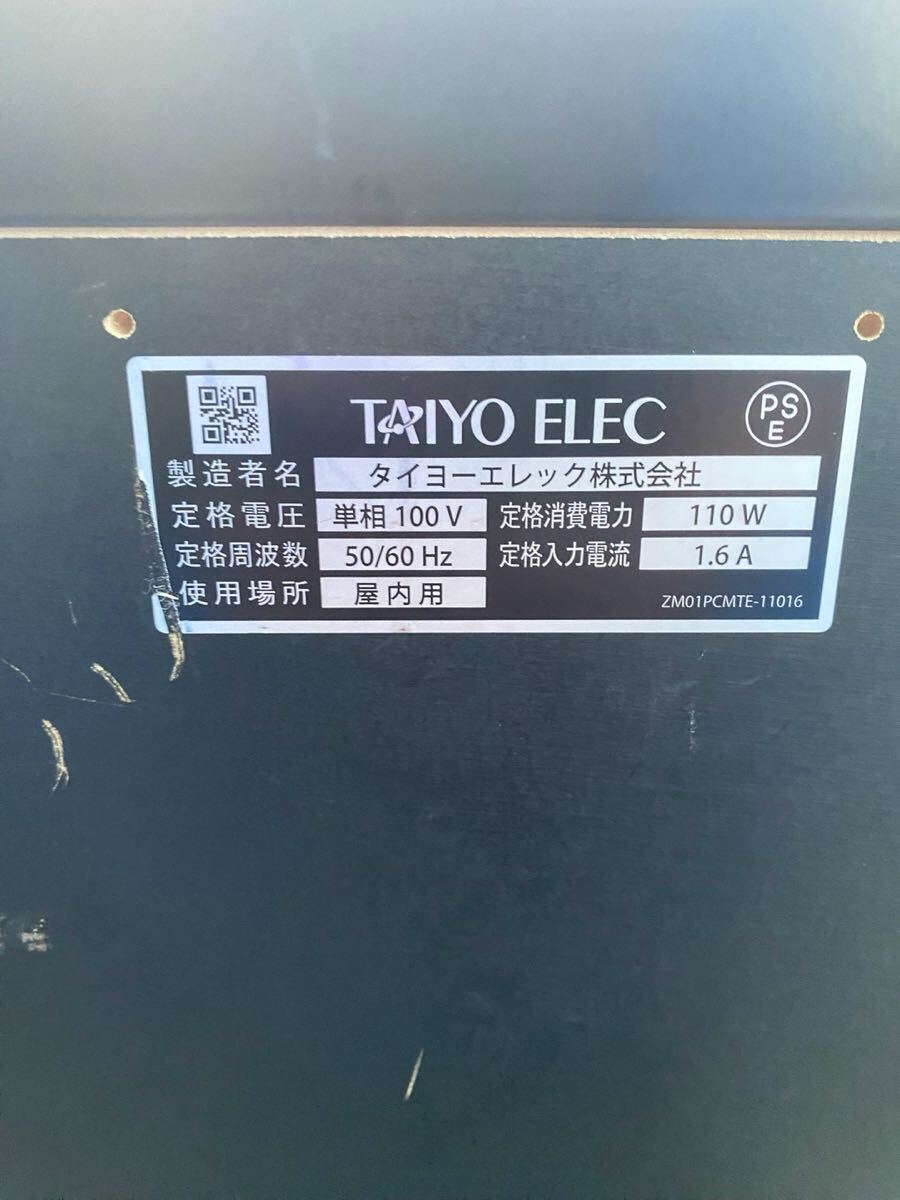 TAIYO ELEC
PS
E
製造者名 タイヨーエレック株式会社
定格電圧 単相 100 V 定格消費電力 110 W
定格周波数 50/60 Hz 定格入力電流 1.6 A
使用場所 屋内用
ZM01PCMTE-11016